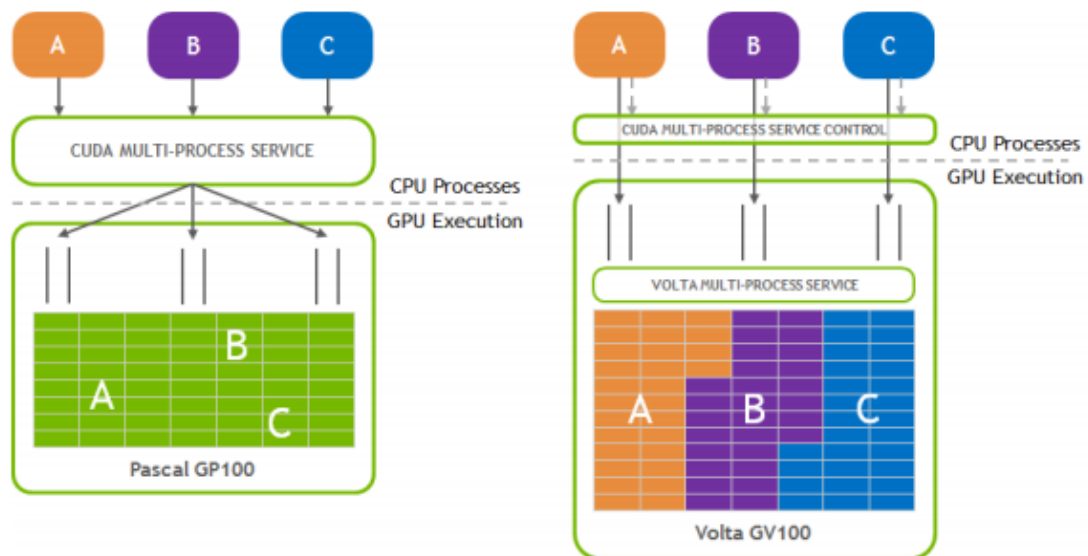 A B C
CUDA MULTI-PROCESS SERVICE
CPU Processes
GPU Execution
B
A
C
Pascal GP100
A B C
CUDA MULTI-PROCESS SERVICE CONTROL
CPU Processes
GPU Execution
VOLTA MULTI-PROCESS SERVICE
A B C
Volta GV100